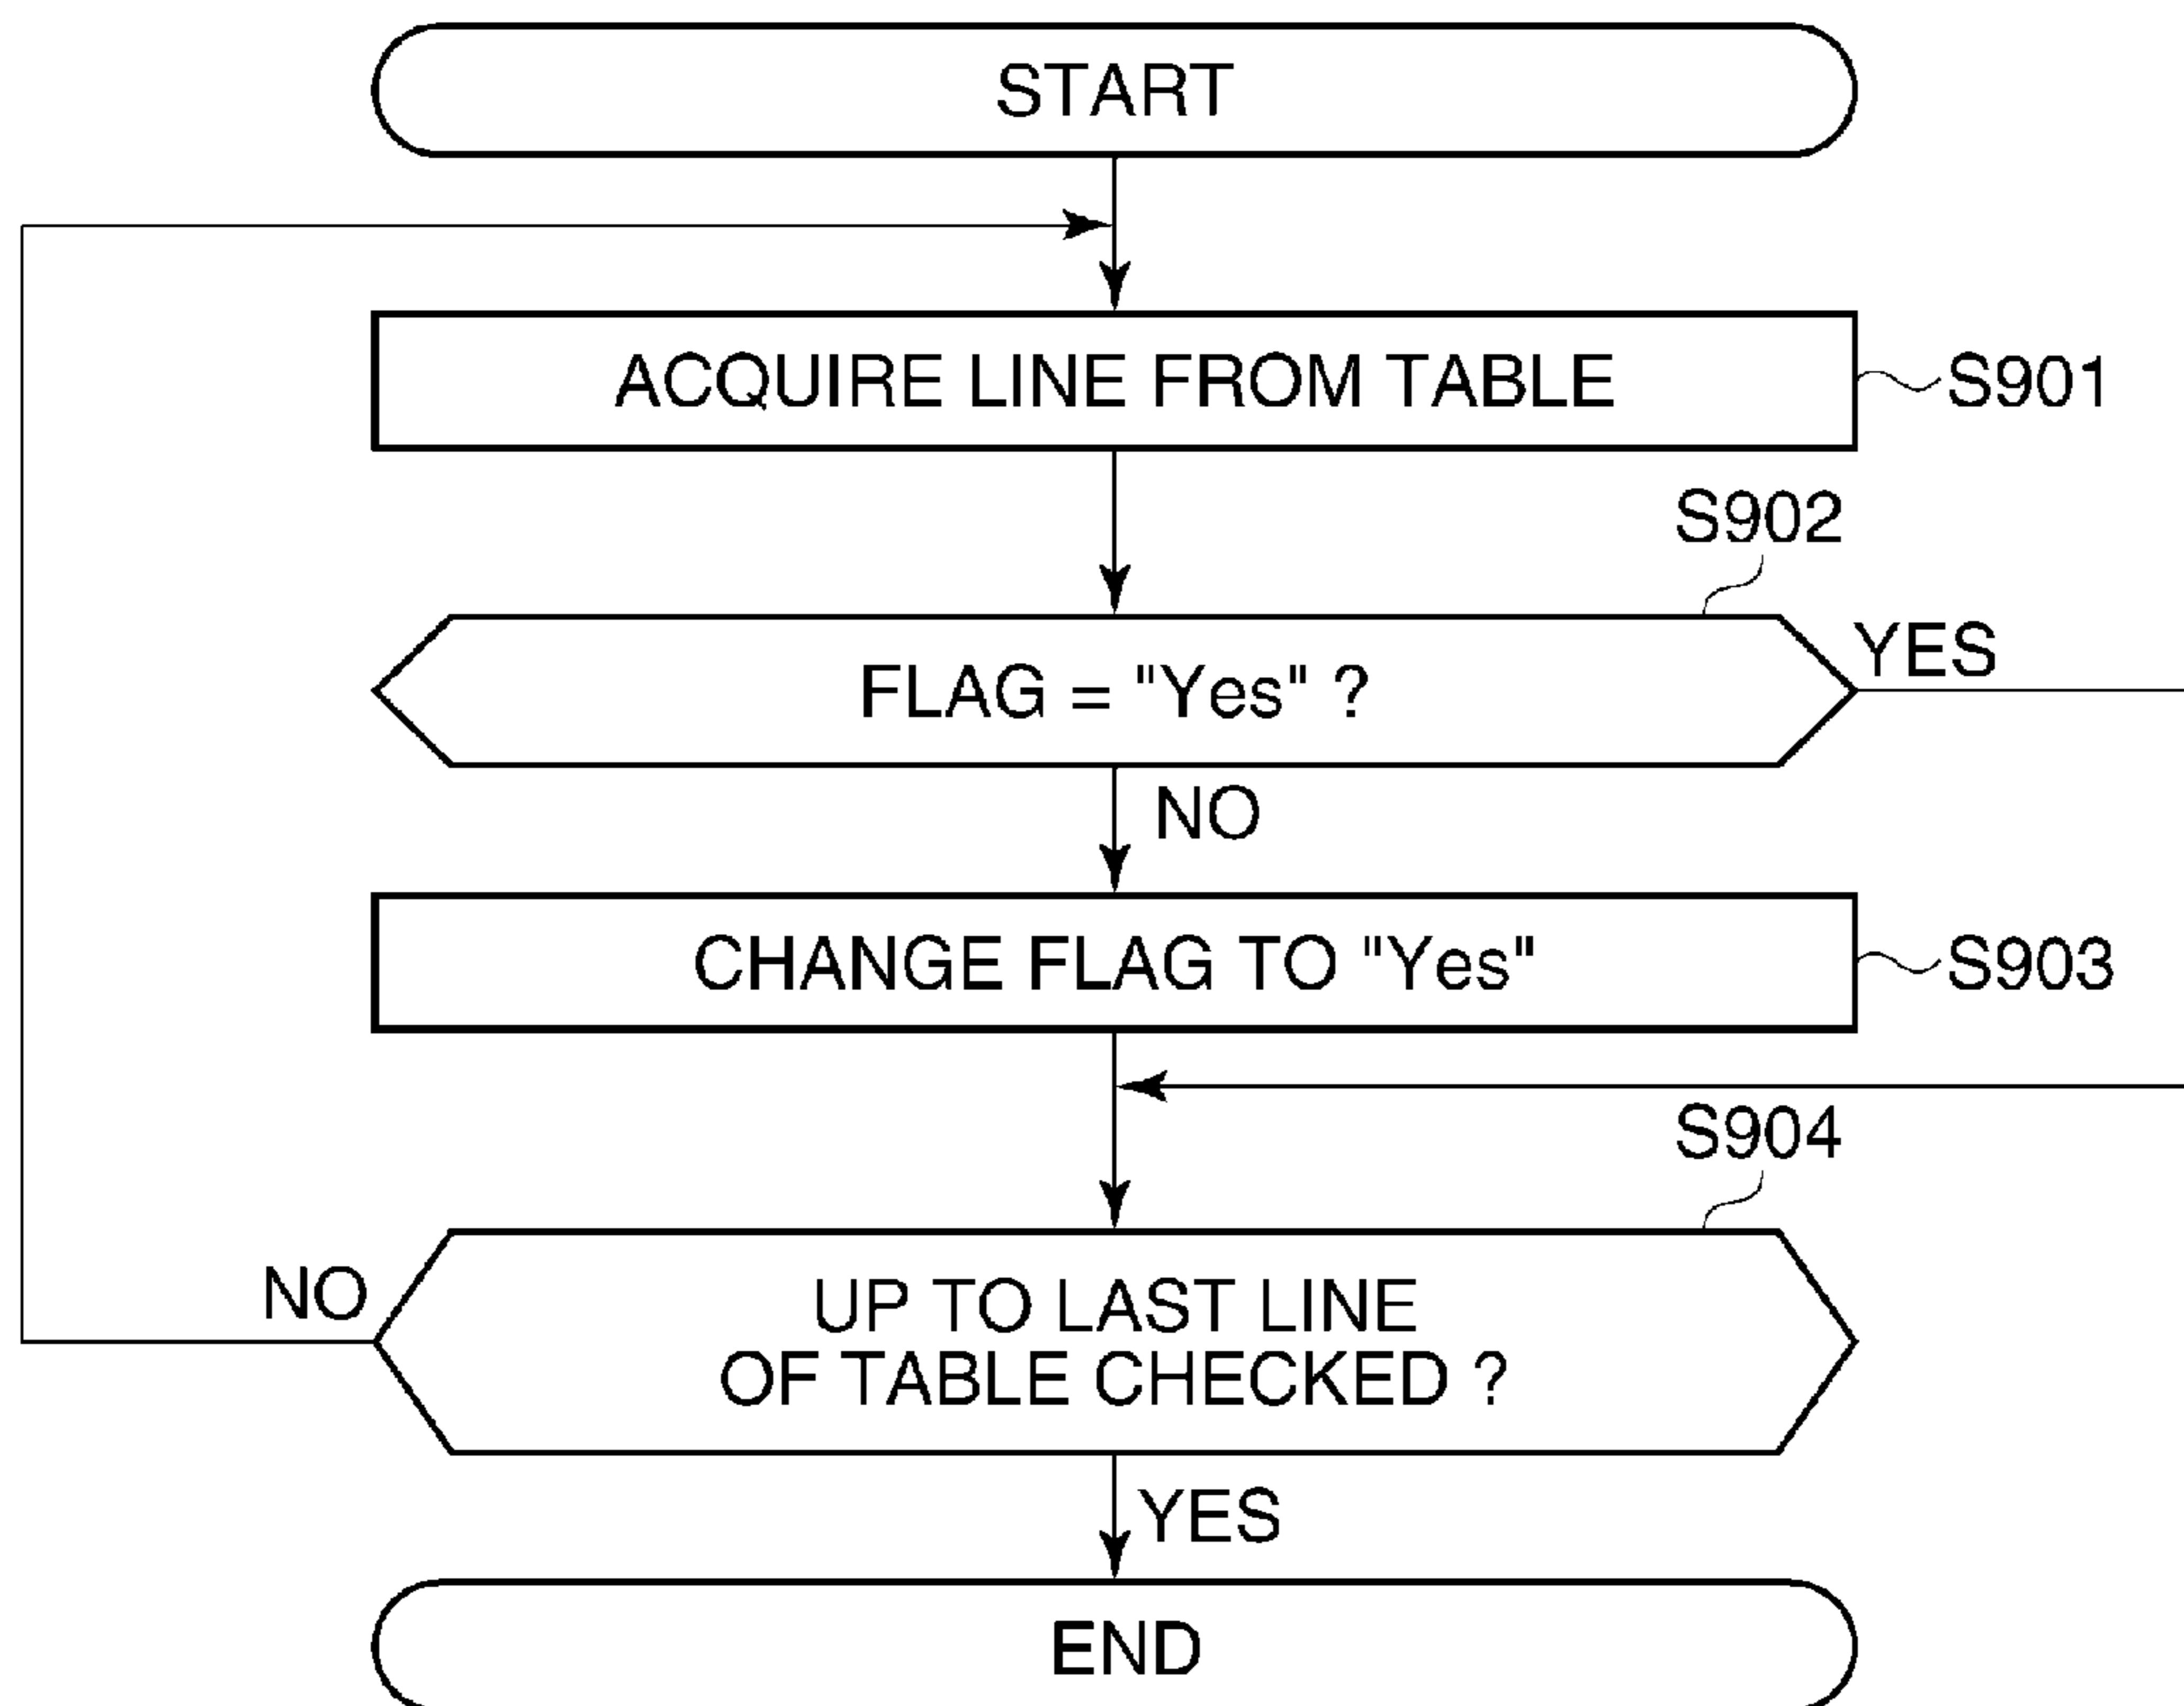 START
ACQUIRE LINE FROM TABLE
S901
S902
FLAG = "Yes" ?
YES
NO
CHANGE FLAG TO "Yes"
S903
S904
NO
UP TO LAST LINE
OF TABLE CHECKED ?
YES
END